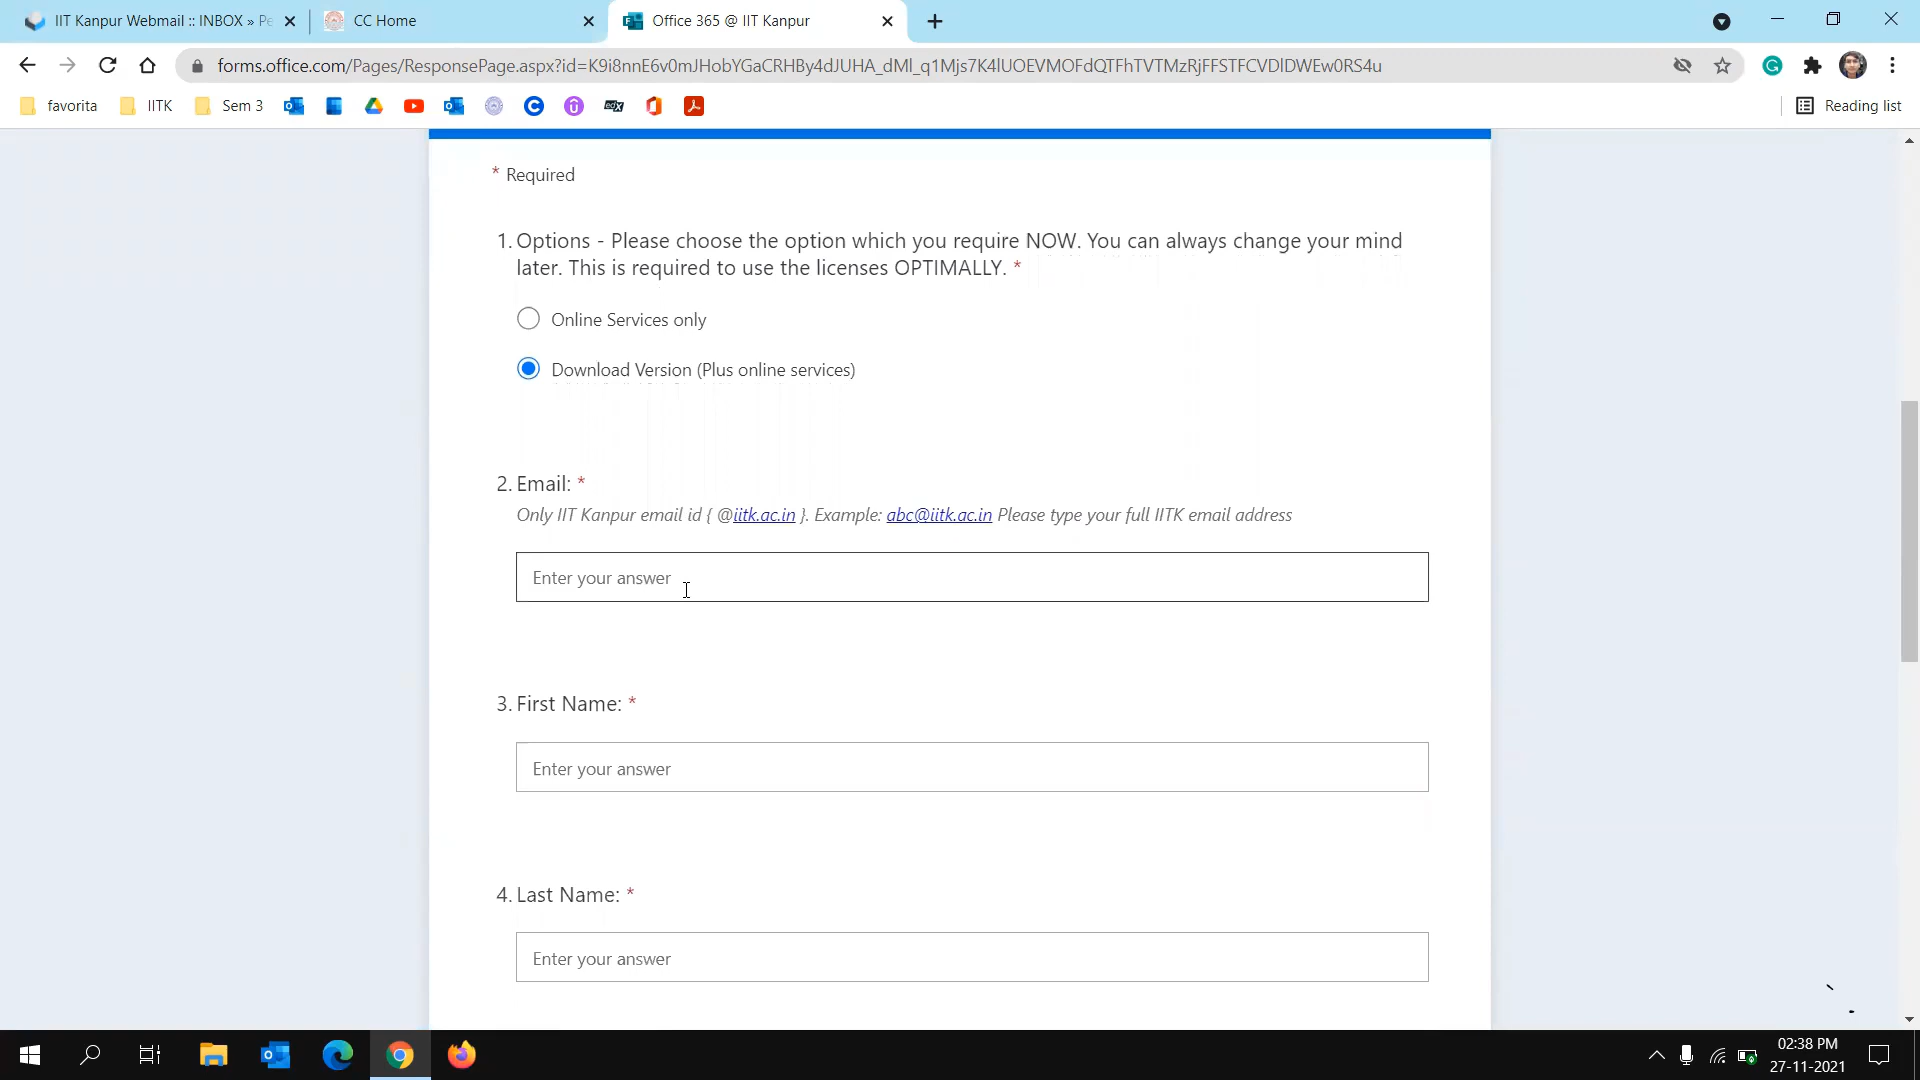 IIT Kanpur Webmail :: INBOX » Pe
CC Home
Office 365 @ IIT Kanpur
forms.office.com/Pages/ResponsePage.aspx?id=K9i8nnE6v0mJHobYGaCRHBy4dJUHA_dMl_q1Mjs7K4lUOEVMOFdQTFhTVTMzRjFFSTFCVDlDWEw0RS4u
favorita
IITK
Sem 3
Reading list
* Required
1. Options - Please choose the option which you require NOW. You can always change your mind
later. This is required to use the licenses OPTIMALLY. *
Online Services only
Download Version (Plus online services)
2. Email: *
Only IIT Kanpur email id { @iitk.ac.in }. Example: abc@iitk.ac.in Please type your full IITK email address
Enter your answer
3. First Name: *
Enter your answer
4. Last Name: *
Enter your answer
02:38 PM
27-11-2021